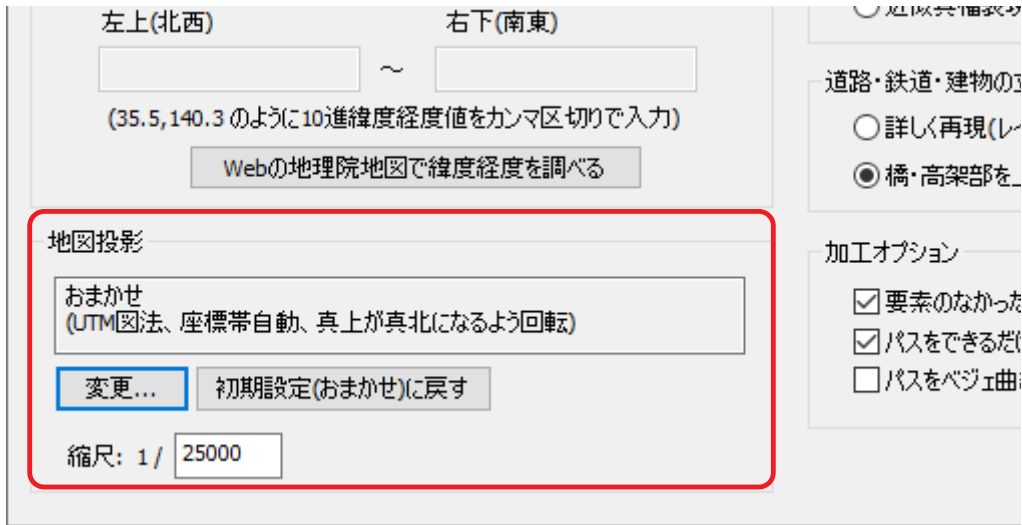 左上(北西)
右下(南東)
～
(35.5,140.3 のように10進緯度経度値をカンマ区切りで入力)
Webの地理院地図で緯度経度を調べる
地図投影
おまかせ
(UTM図法、座標帯自動、真上が真北になるよう回転)
変更...
初期設定(おまかせ)に戻す
縮尺: 1 / 25000
道路・鉄道・建物の
詳しく再現(レ
橋・高架部を
加工オプション
要素のなかった
パスをできるだけ
パスをベジェ曲